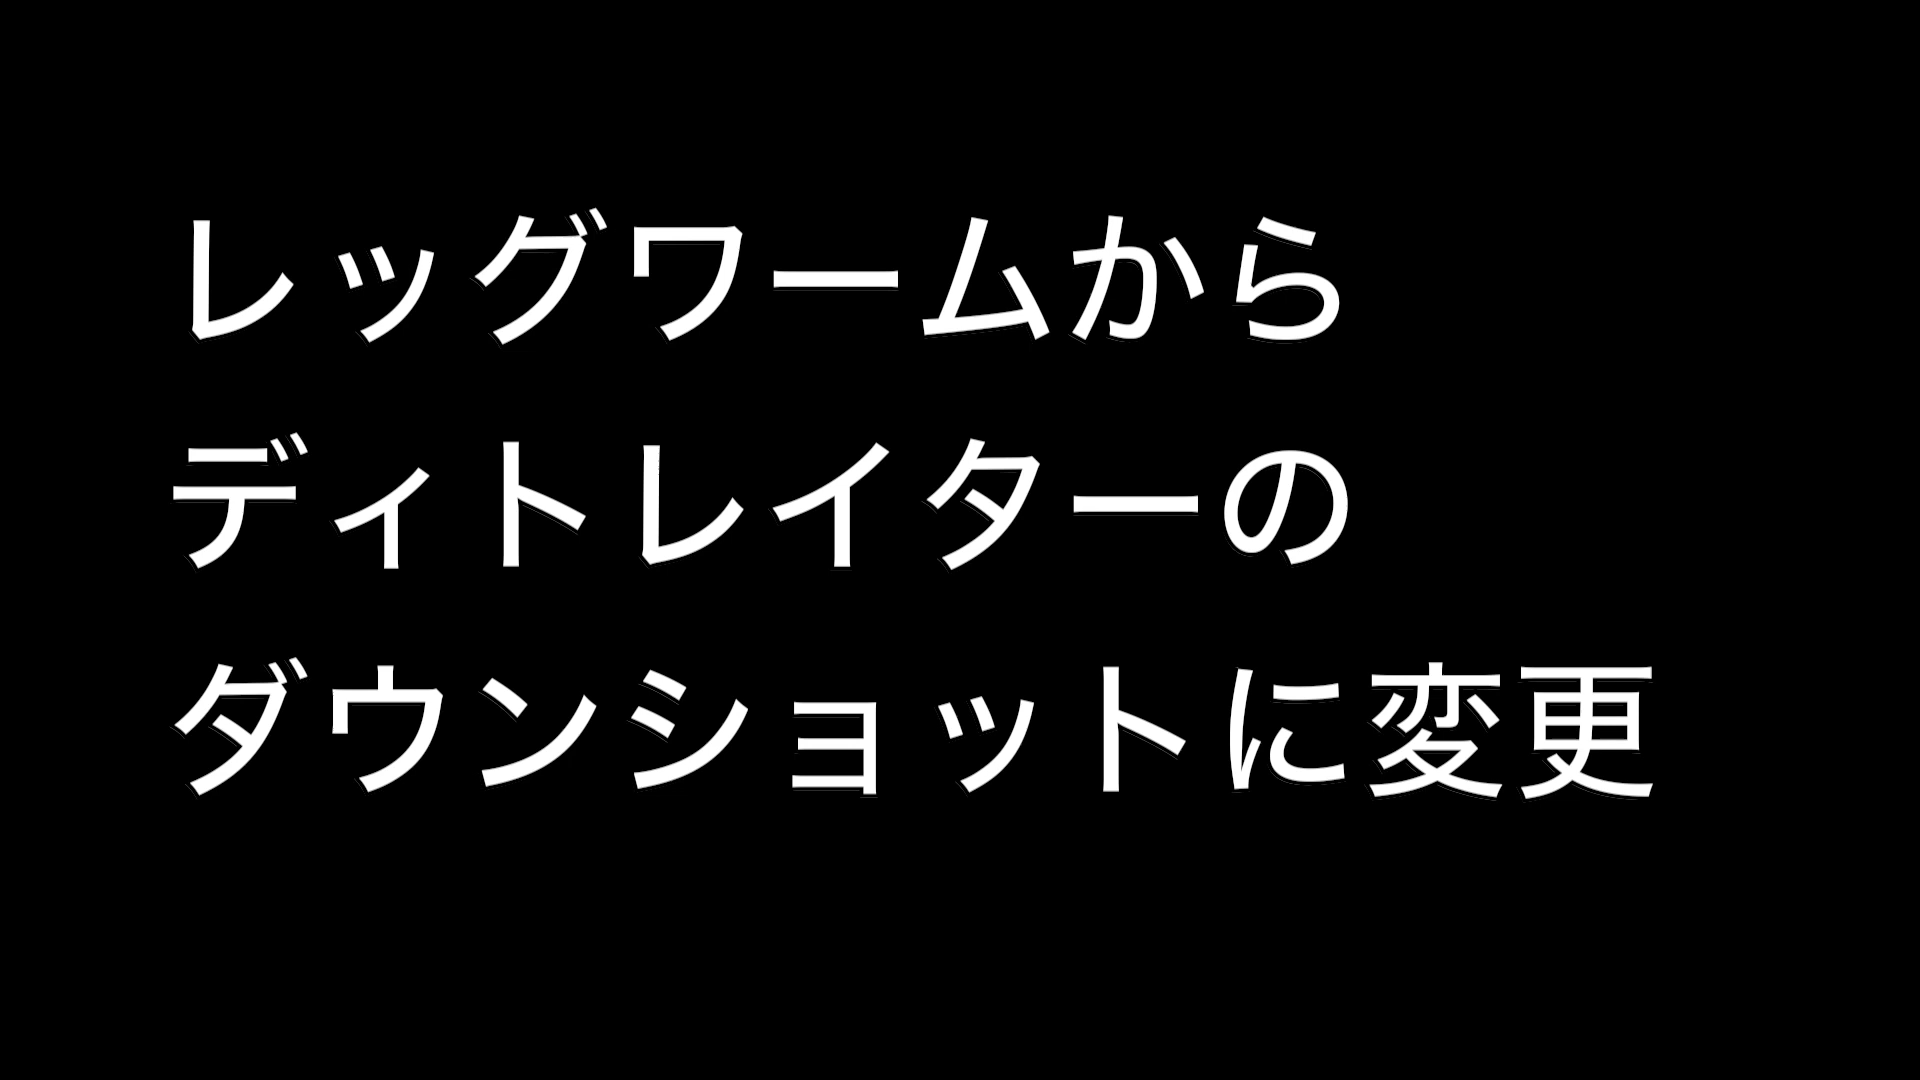 レッグワームから
ディトレイターの
ダウンショットに変更